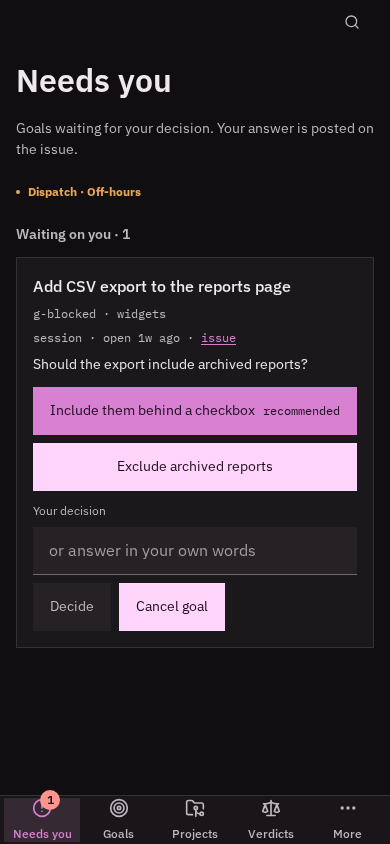 Needs you
Goals waiting for your decision. Your answer is posted on
the issue.
• Dispatch · Off-hours
Waiting on you · 1
Add CSV export to the reports page
g-blocked · widgets
session · open 1w ago · issue
Should the export include archived reports?
Include them behind a checkbox recommended
Exclude archived reports
Your decision
or answer in your own words
Decide Cancel goal
1
Needs you Goals Projects Verdicts More